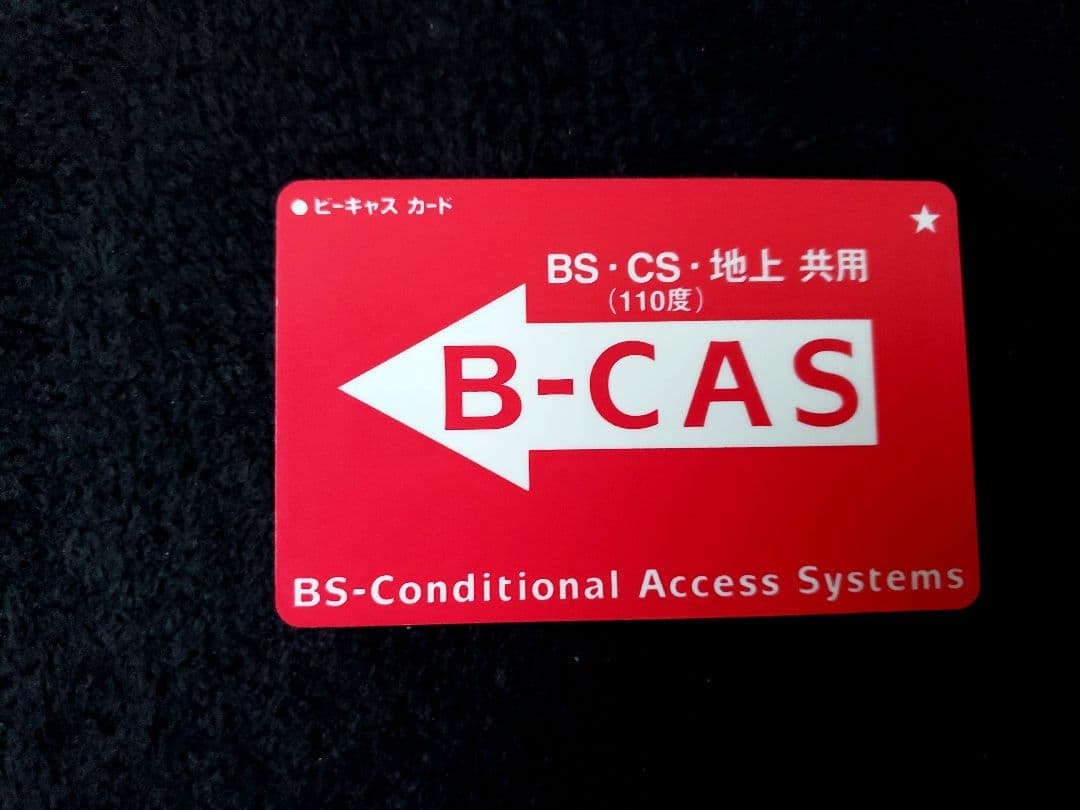 ●ビーキャス カード
★
BS・CS・地上 共用
(110度)
B-CAS
BS-Conditional Access Systems